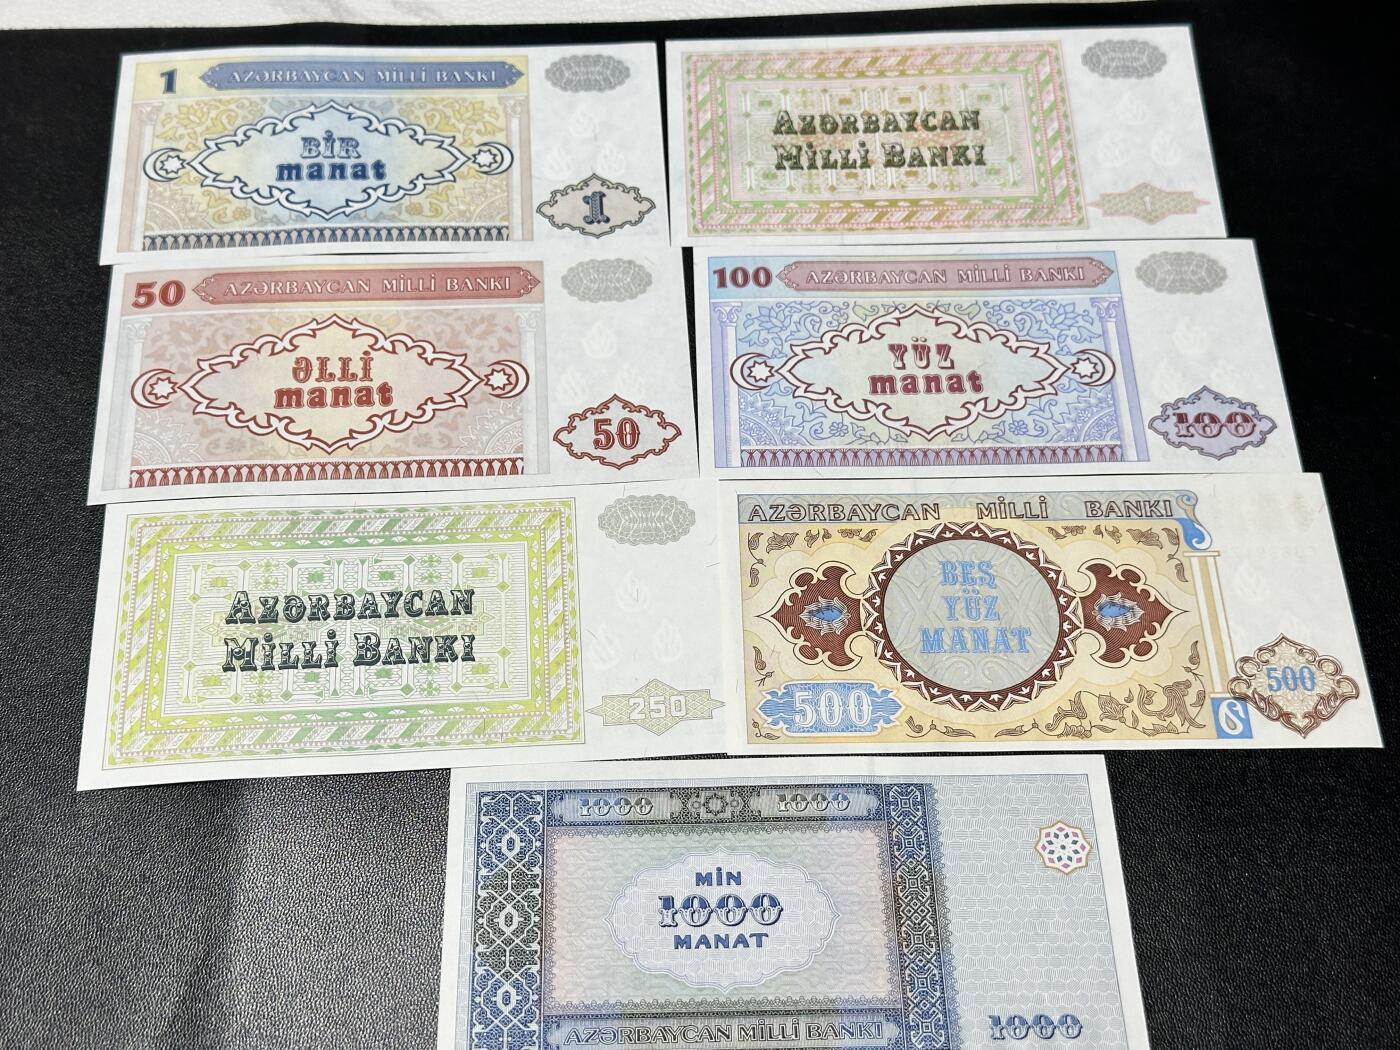 1 AZƏRBAYCAN MİLLİ BANKI
BİR
manat
1
AZƏRBAYCAN
MİLLİ BANKI
1
50 AZƏRBAYCAN MİLLİ BANKI
ƏLLİ
manat
50
100 AZƏRBAYCAN MİLLİ BANKI
YÜZ
manat
100
AZƏRBAYCAN
MİLLİ BANKI
250
AZƏRBAYCAN MİLLİ BANKI
BEŞ
YÜZ
MANAT
500
500
1000 1000
MİN
1000
MANAT
AZƏRBAYCAN MİLLİ BANKI
1000